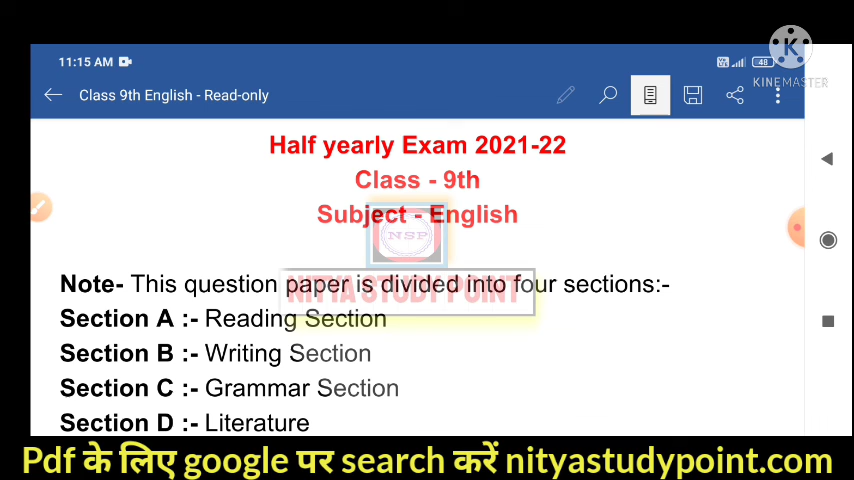 11:15 AM
48
K
KINEMASTER
Class 9th English - Read-only
Half yearly Exam 2021-22
Class - 9th
Subject - English
NSP
NITYA STUDY POINT
Note- This question paper is divided into four sections:-
Section A :- Reading Section
Section B :- Writing Section
Section C :- Grammar Section
Section D :- Literature
Pdf के लिए google पर search करें nityastudypoint.com